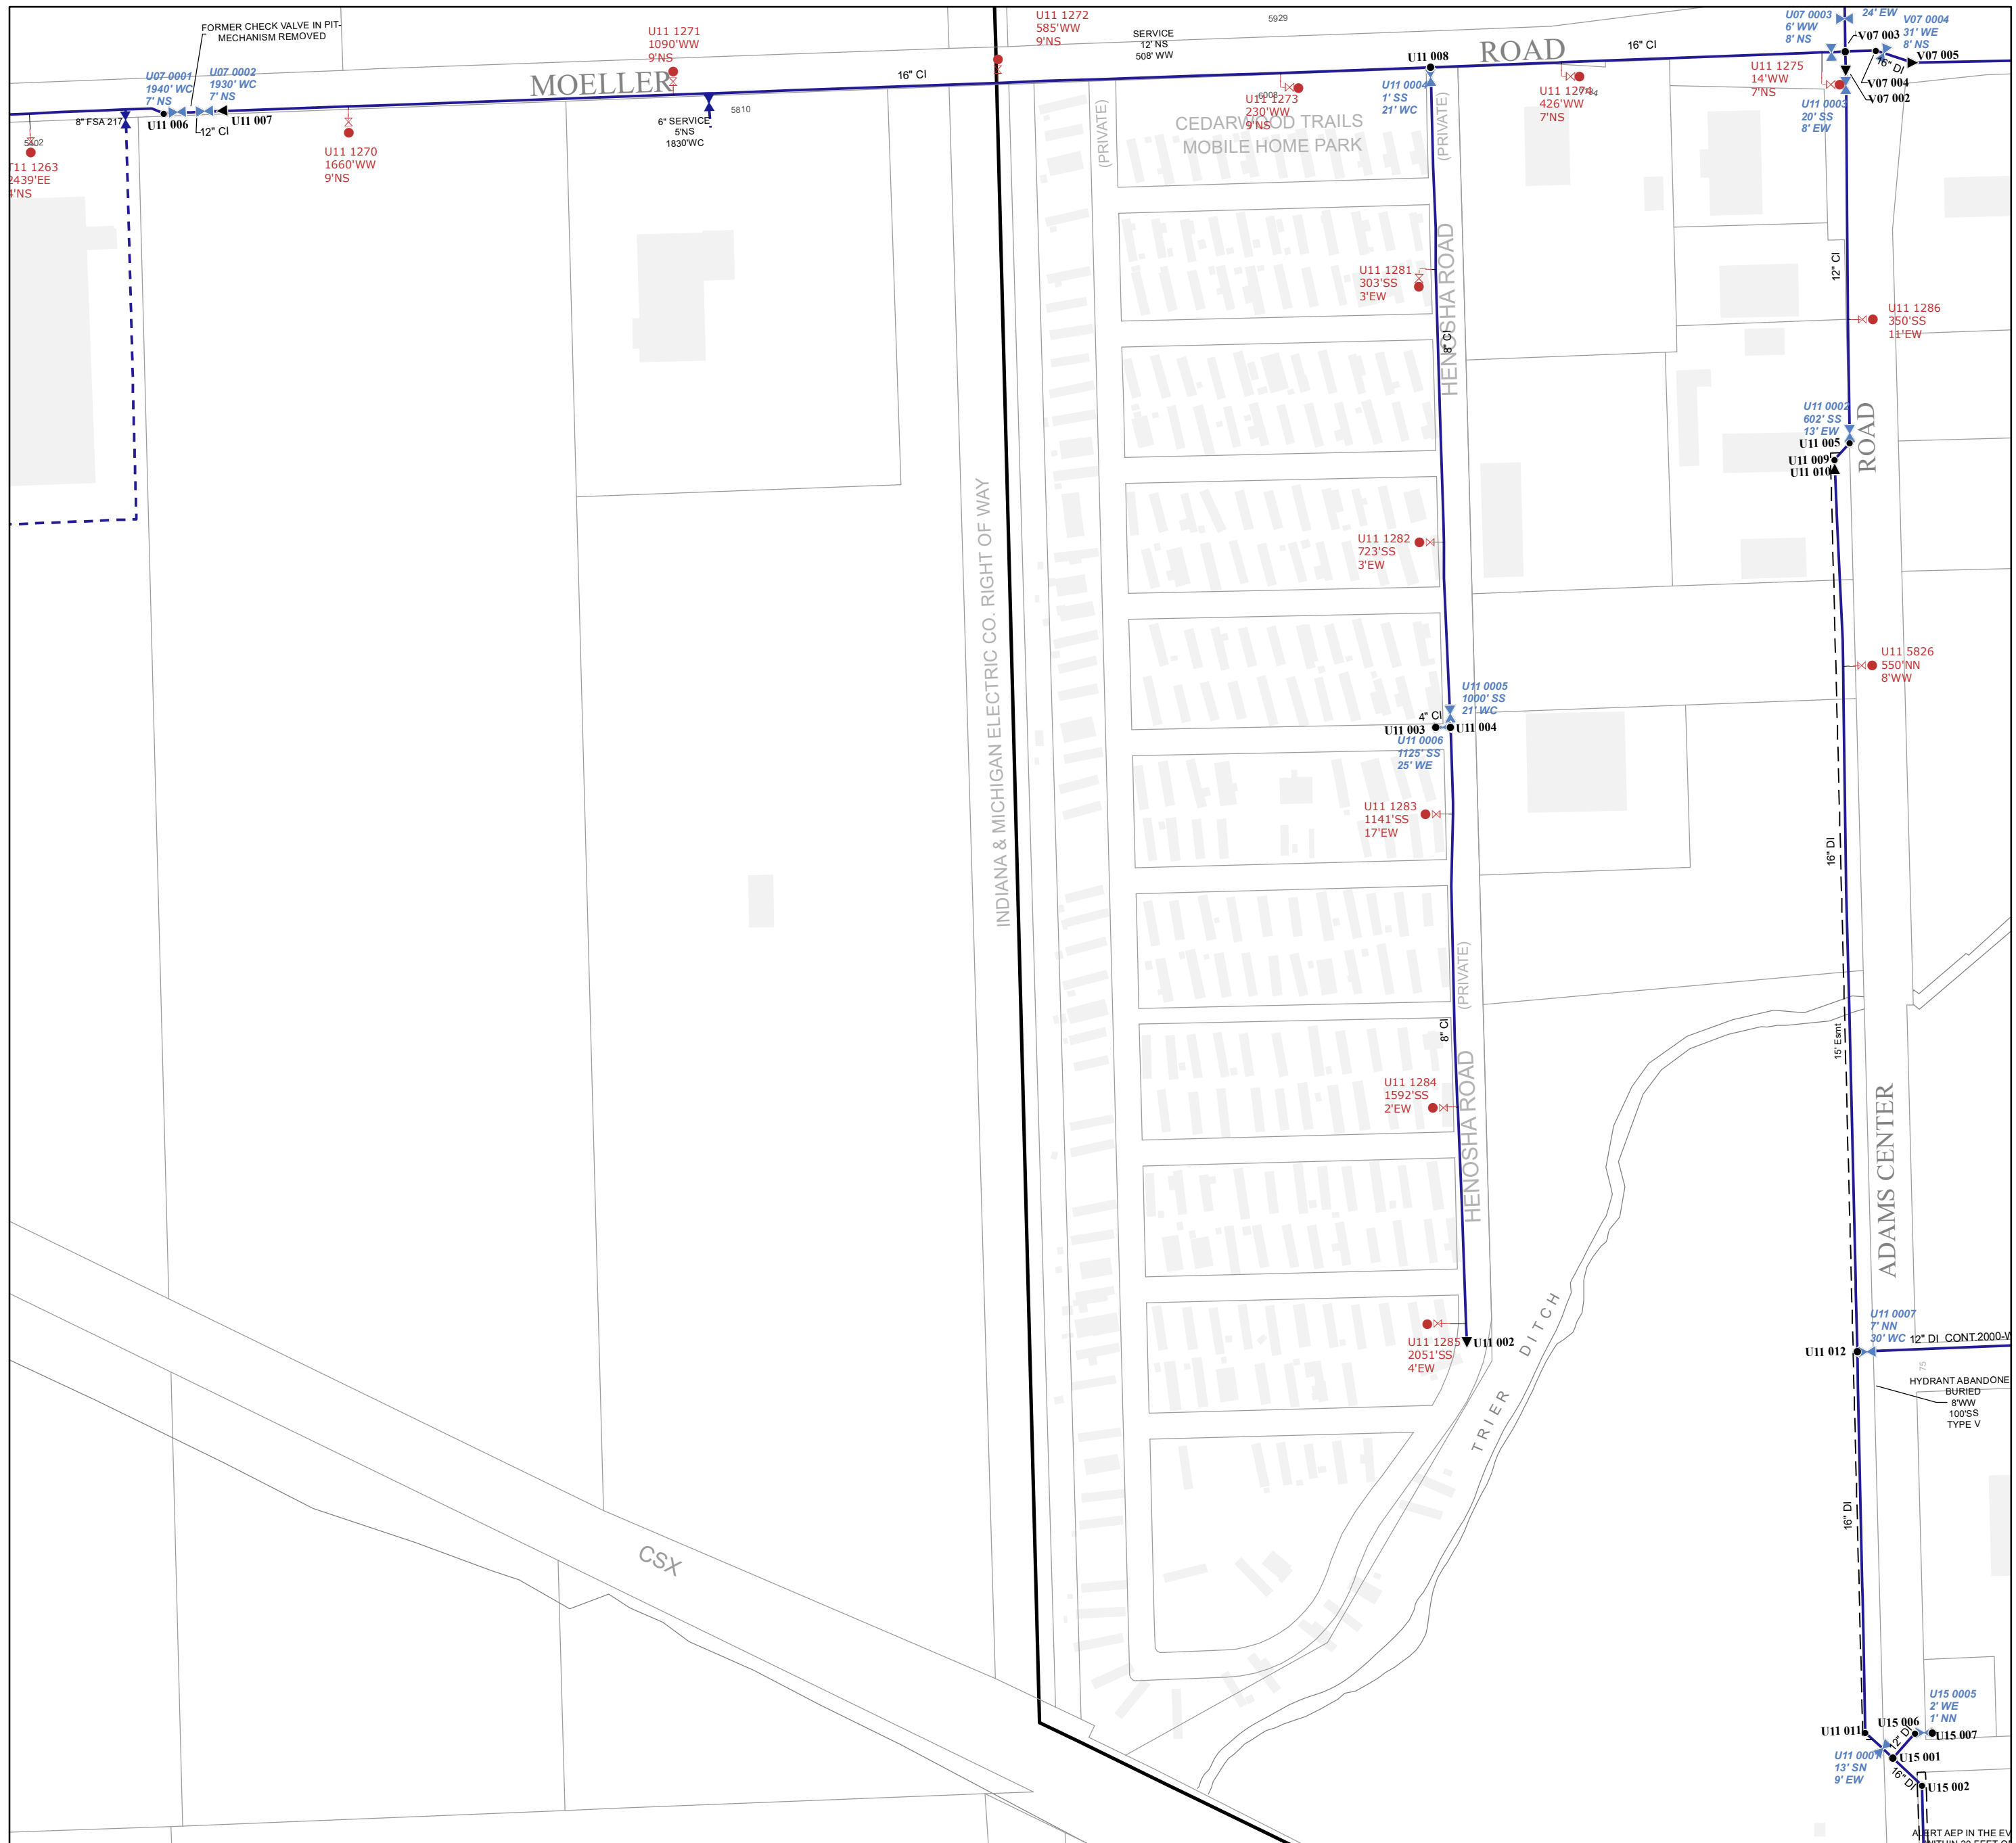 FORMER CHECK VALVE IN PIT-
MECHANISM REMOVED
U07 0001
1940' WC
7' NS
U07 0002
1930' WC
7' NS
8" FSA 217
U11 006
12" CI
U11 007
5402
2439'EE
U11 1270
1660'WW
9'NS
MOELLER
U11 1271
1090'WW
9'NS
6" SERVICE
5'NS
1830'WC
5810
16" CI
U11 1272
585'WW
9'NS
SERVICE
12' NS
508' WW
5929
U11 008
ROAD
16" CI
U11 1273
230'WW
9'NS
6008
CEDARWOOD TRAILS
MOBILE HOME PARK
(PRIVATE)
(PRIVATE)
U11 0004
1' SS
21' WC
426'WW
7'NS
U11 1275
14'WW
7'NS
U07 0003
6' WW
8' NS
24' EW
V07 0004
31' WE
8' NS
V07 003
V07 005
16" DI
V07 004
V07 002
U11 0003
20' SS
8' EW
12" CI
U11 1281
303'SS
3'EW
HENOSHA ROAD
8" CI
U11 1286
350'SS
11'EW
U11 0002
602' SS
13' EW
U11 005
U11 009
U11 010
ROAD
U11 1282
723'SS
3'EW
INDIANA & MICHIGAN ELECTRIC CO. RIGHT OF WAY
U11 5826
550'NN
8'WW
U11 0005
1000' SS
21' WC
4" CI
U11 003
U11 004
U11 0006
1125' SS
25' WE
U11 1283
1141'SS
17'EW
16" DI
(PRIVATE)
8" CI
15' Esmt
U11 1284
1592'SS
2'EW
HENOSHA ROAD
ADAMS CENTER
TRIER DITCH
U11 1285
2051'SS
4'EW
U11 002
U11 0007
7' NN
30' WC
12" DI CONT.2000-W
U11 012
75
HYDRANT ABANDONE
BURIED
8'WW
100'SS
TYPE V
16" DI
CSX
U15 0005
2' WE
1' NN
U11 011
U15 006
U15 007
12" DI
U11 0001
13' SN
9' EW
U15 001
16" DI
U15 002
ALERT AEP IN THE EV